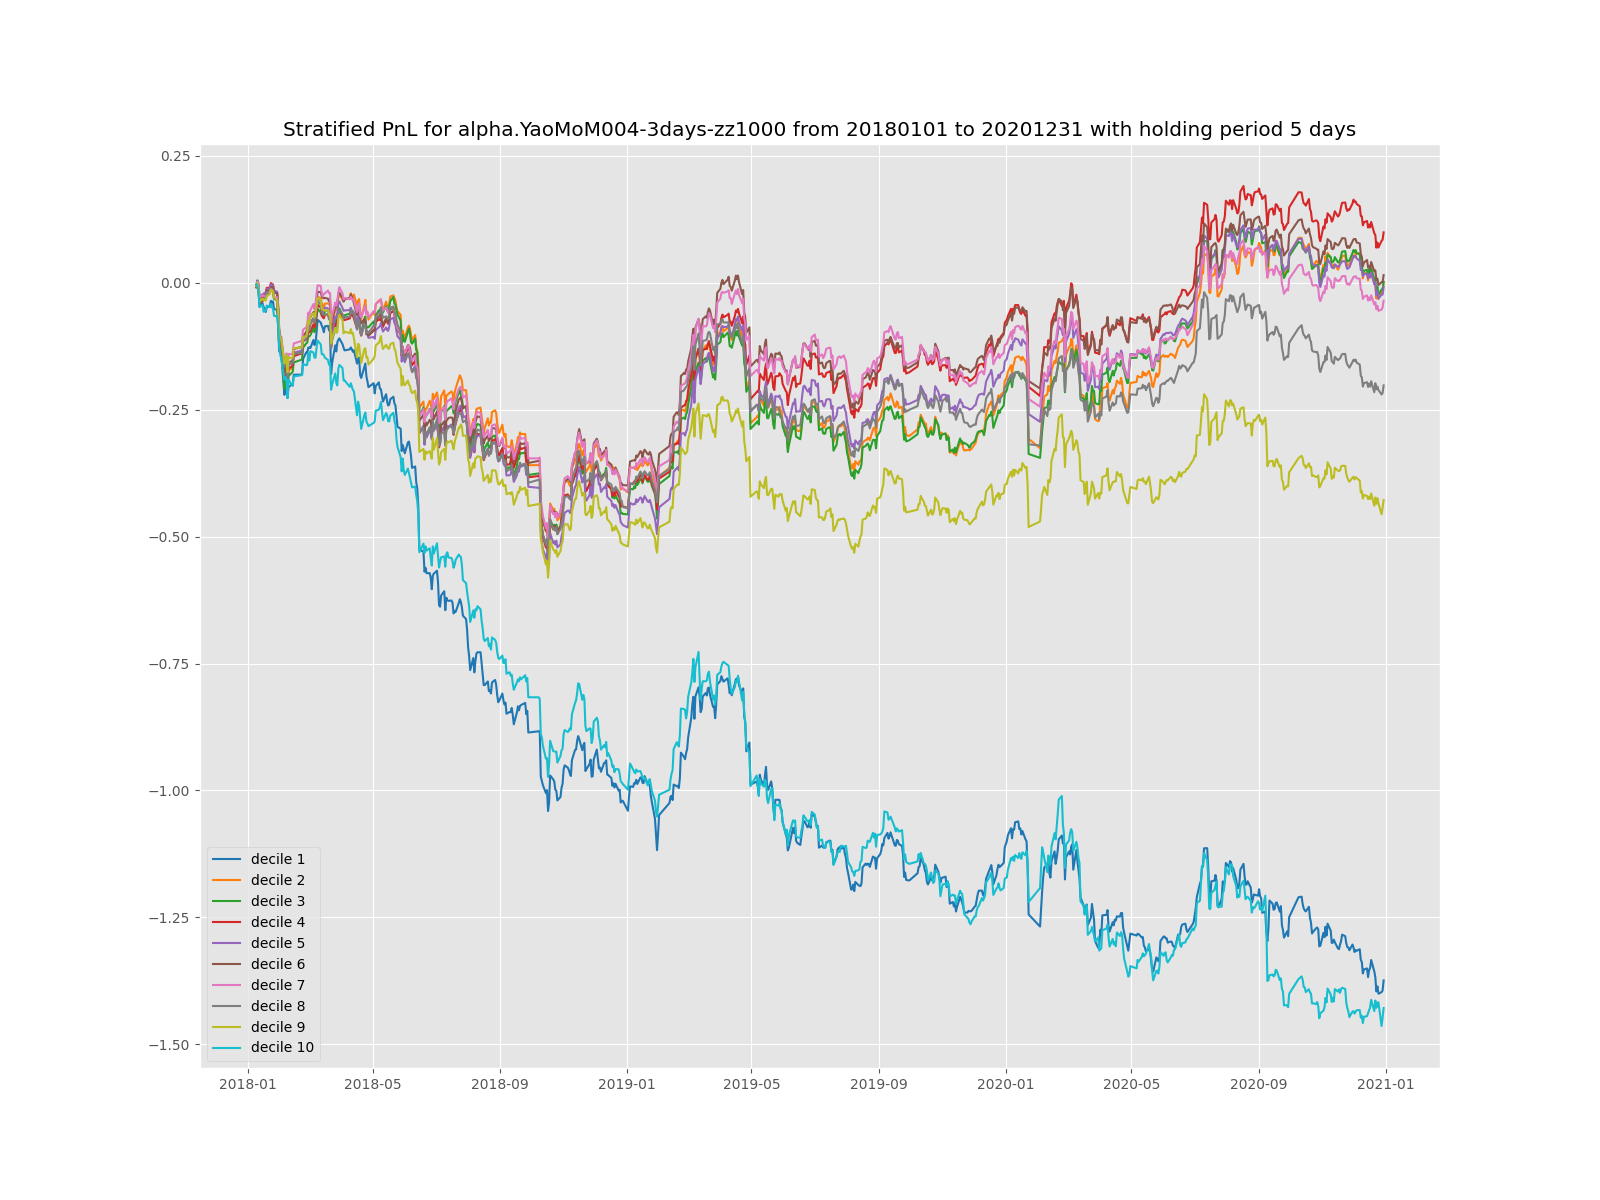 Stratified PnL for alpha.YaoMoM004-3days-zz1000 from 20180101 to 20201231 with holding period 5 days
0.25
0.00
−0.25
−0.50
−0.75
−1.00
−1.25
−1.50
decile 1
decile 2
decile 3
decile 4
decile 5
decile 6
decile 7
decile 8
decile 9
decile 10
2018-01 2018-05 2018-09 2019-01 2019-05 2019-09 2020-01 2020-05 2020-09 2021-01